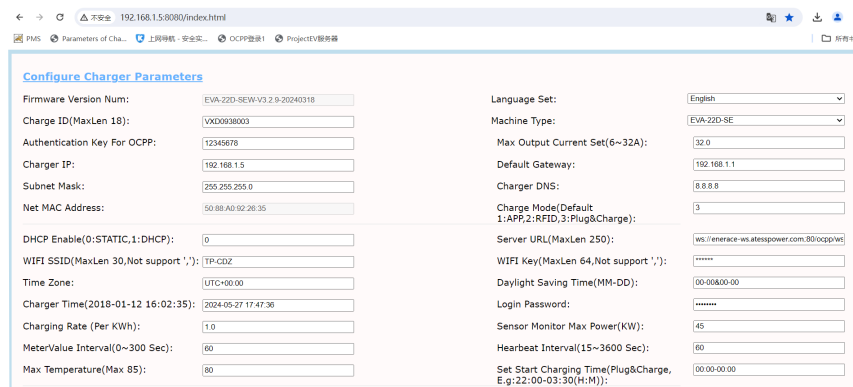 不安全 192.168.1.5:8080/index.html
PMS Parameters of Cha... 上网导航 - 安全实... OCPP登录1 ProjectEV服务器 所有书
Configure Charger Parameters
Firmware Version Num: EVA-22D-SEW-V3.2.9-20240318 Language Set: English
Charge ID(MaxLen 18): VXD0938003 Machine Type: EVA-22D-SE
Authentication Key For OCPP: 12345678 Max Output Current Set(6~32A): 32.0
Charger IP: 192.168.1.5 Default Gateway: 192.168.1.1
Subnet Mask: 255.255.255.0 Charger DNS: 8.8.8.8
Net MAC Address: 50:88:A0:92:26:35 Charge Mode(Default
1:APP,2:RFID,3:Plug&Charge): 3
DHCP Enable(0:STATIC,1:DHCP): 0 Server URL(MaxLen 250): ws://enerace-ws.atesspower.com:80/ocpp/ws
WIFI SSID(MaxLen 30,Not support ','): TP-CDZ WIFI Key(MaxLen 64,Not support ','): ••••••
Time Zone: UTC+00:00 Daylight Saving Time(MM-DD): 00-00&00-00
Charger Time(2018-01-12 16:02:35): 2024-05-27 17:47:36 Login Password: ••••••••
Charging Rate (Per KWh): 1.0 Sensor Monitor Max Power(KW): 45
MeterValue Interval(0~300 Sec): 60 Hearbeat Interval(15~3600 Sec): 60
Max Temperature(Max 85): 80 Set Start Charging Time(Plug&Charge,
E.g:22:00-03:30(H:M)): 00:00-00:00